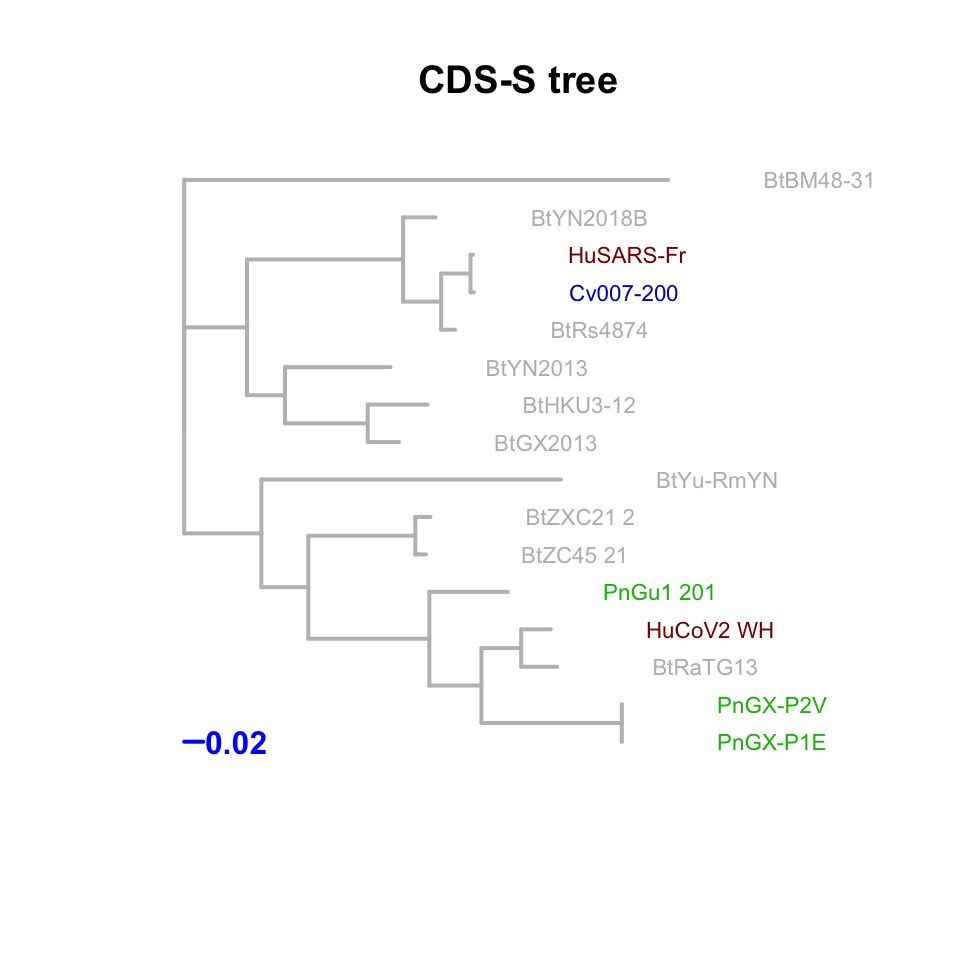 CDS-S tree
BtBM48-31
BtYN2018B
HuSARS-Fr
Cv007-200
BtRs4874
BtYN2013
BtHKU3-12
BtGX2013
BtYu-RmYN
BtZXC21 2
BtZC45 21
PnGu1 201
HuCoV2 WH
BtRaTG13
PnGX-P2V
PnGX-P1E
0.02